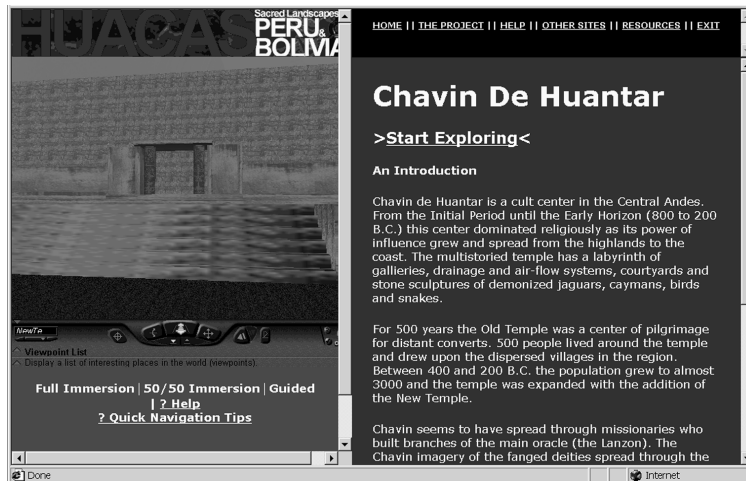 HUACAS
Sacred Landscapes
PERU &
BOLIVIA
NewTe
Viewpoint List
Display a list of interesting places in the world (viewpoints).
Full Immersion | 50/50 Immersion | Guided
| ? Help
? Quick Navigation Tips
HOME || THE PROJECT || HELP || OTHER SITES || RESOURCES || EXIT
Chavin De Huantar
>Start Exploring<
An Introduction
Chavin de Huantar is a cult center in the Central Andes.
From the Initial Period until the Early Horizon (800 to 200
B.C.) this center dominated religiously as its power of
influence grew and spread from the highlands to the
coast. The multistoried temple has a labyrinth of
gallieries, drainage and air-flow systems, courtyards and
stone sculptures of demonized jaguars, caymans, birds
and snakes.
For 500 years the Old Temple was a center of pilgrimage
for distant converts. 500 people lived around the temple
and drew upon the dispersed villages in the region.
Between 400 and 200 B.C. the population grew to almost
3000 and the temple was expanded with the addition of
the New Temple.
Chavin seems to have spread through missionaries who
built branches of the main oracle (the Lanzon). The
Chavin imagery of the fanged deities spread through the
Done
Internet